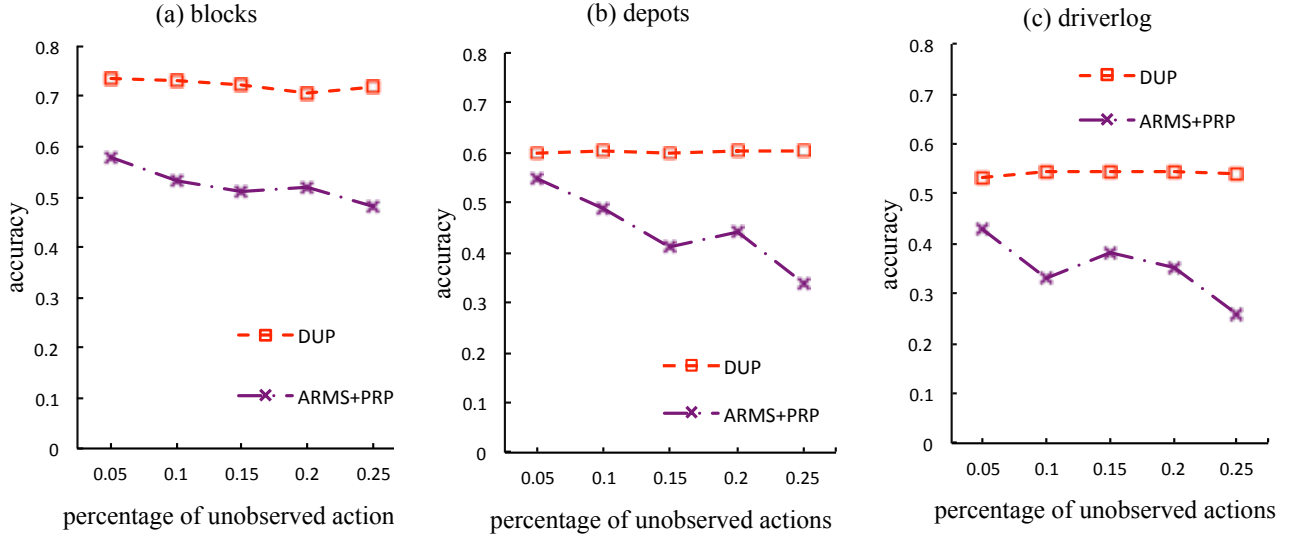 (a) blocks
0.8
0.7
0.6
0.5
0.4
0.3
0.2
0.1
0
accuracy
DUP
ARMS+PRP
0.05 0.1 0.15 0.2 0.25
percentage of unobserved action
(b) depots
0.8
0.7
0.6
0.5
0.4
0.3
0.2
0.1
0
accuracy
DUP
ARMS+PRP
0.05 0.1 0.15 0.2 0.25
percentage of unobserved actions
(c) driverlog
0.8
0.7
0.6
0.5
0.4
0.3
0.2
0.1
0
accuracy
DUP
ARMS+PRP
0.05 0.1 0.15 0.2 0.25
percentage of unobserved actions